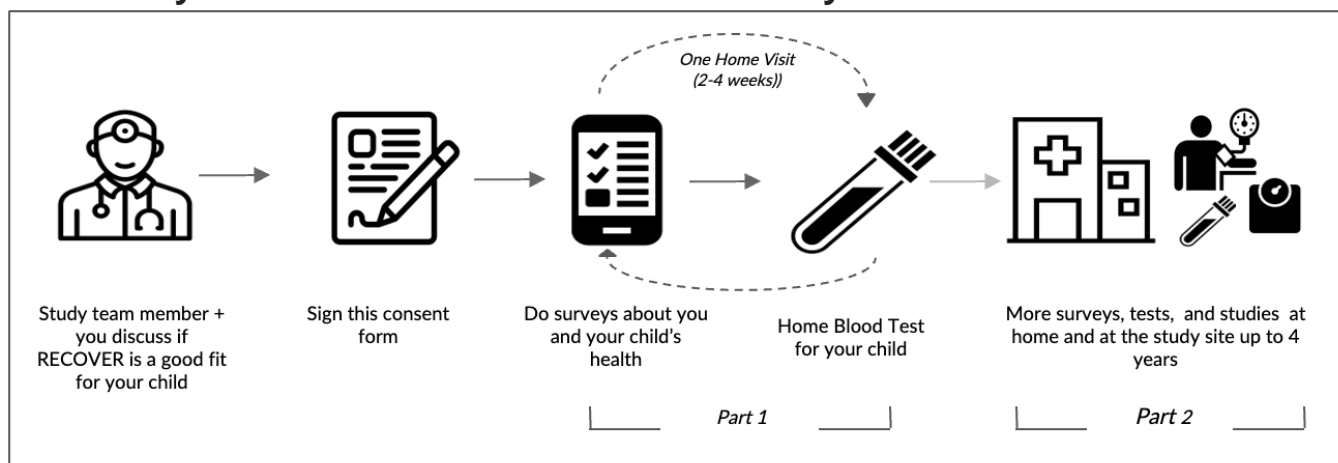 One Home Visit
(2-4 weeks))
Study team member +
you discuss if
RECOVER is a good fit
for your child
Sign this consent
form
Do surveys about you
and your child's
health
Home Blood Test
for your child
More surveys, tests, and studies at
home and at the study site up to 4
years
Part 1
Part 2